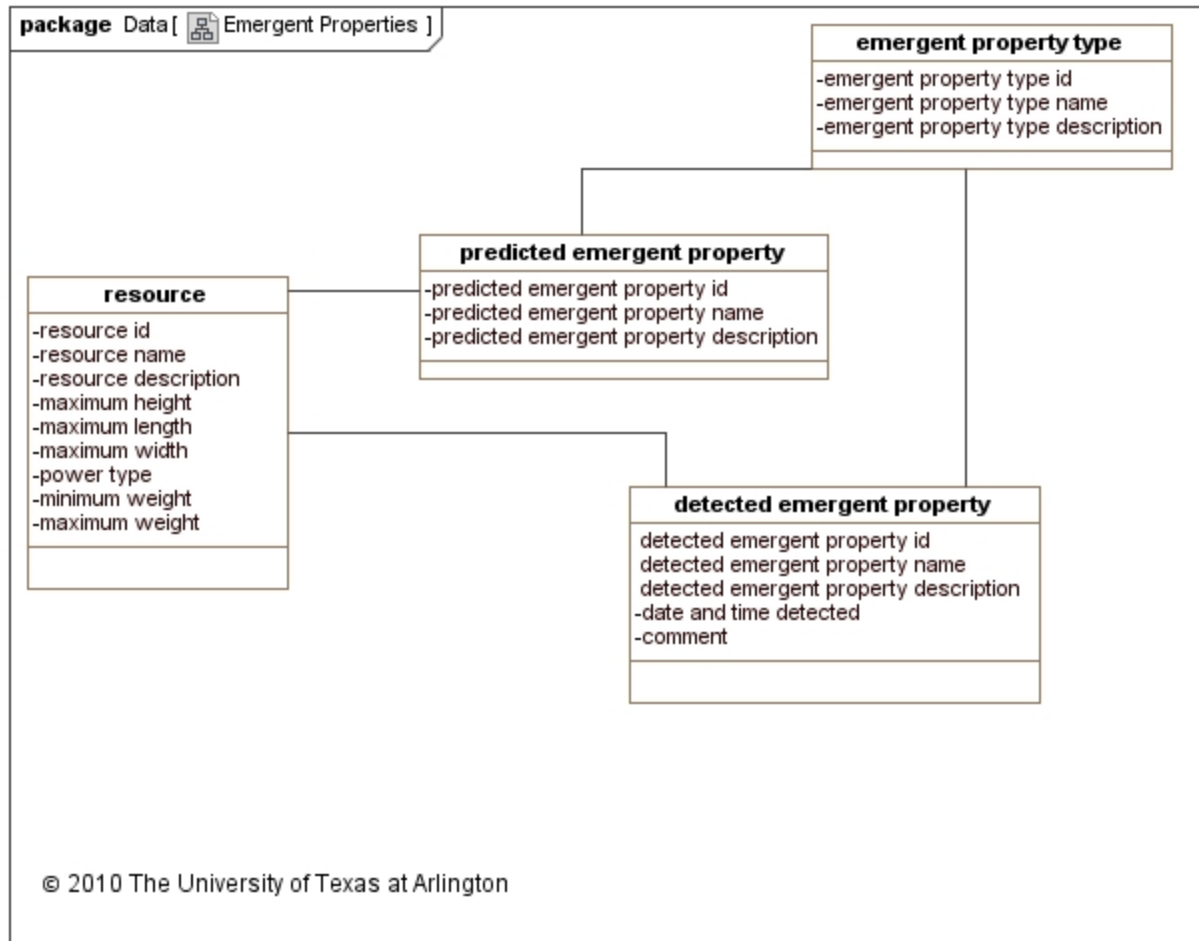 package Data [ Emergent Properties ]
emergent property type
-emergent property type id
-emergent property type name
-emergent property type description
predicted emergent property
-predicted emergent property id
-predicted emergent property name
-predicted emergent property description
resource
-resource id
-resource name
-resource description
-maximum height
-maximum length
-maximum width
-power type
-minimum weight
-maximum weight
detected emergent property
detected emergent property id
detected emergent property name
detected emergent property description
-date and time detected
-comment
© 2010 The University of Texas at Arlington